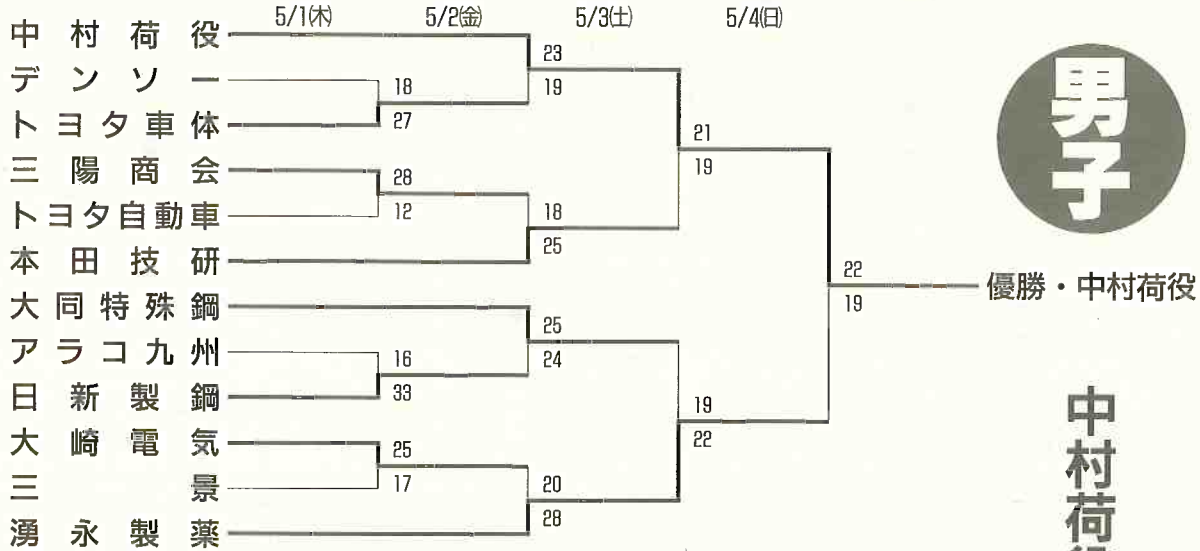 5/1(木) 5/2(金) 5/3(土) 5/4(日)
中村荷役
デンソー
トヨタ車体
三陽商会
トヨタ自動車
本田技研
大同特殊鋼
アラコ九州
日新製鋼
大崎電気
三景
湧永製薬
18
27
28
12
16
33
25
17
23
19
18
25
25
24
20
28
21
19
19
22
22
19
優勝・中村荷役
男子
中村荷